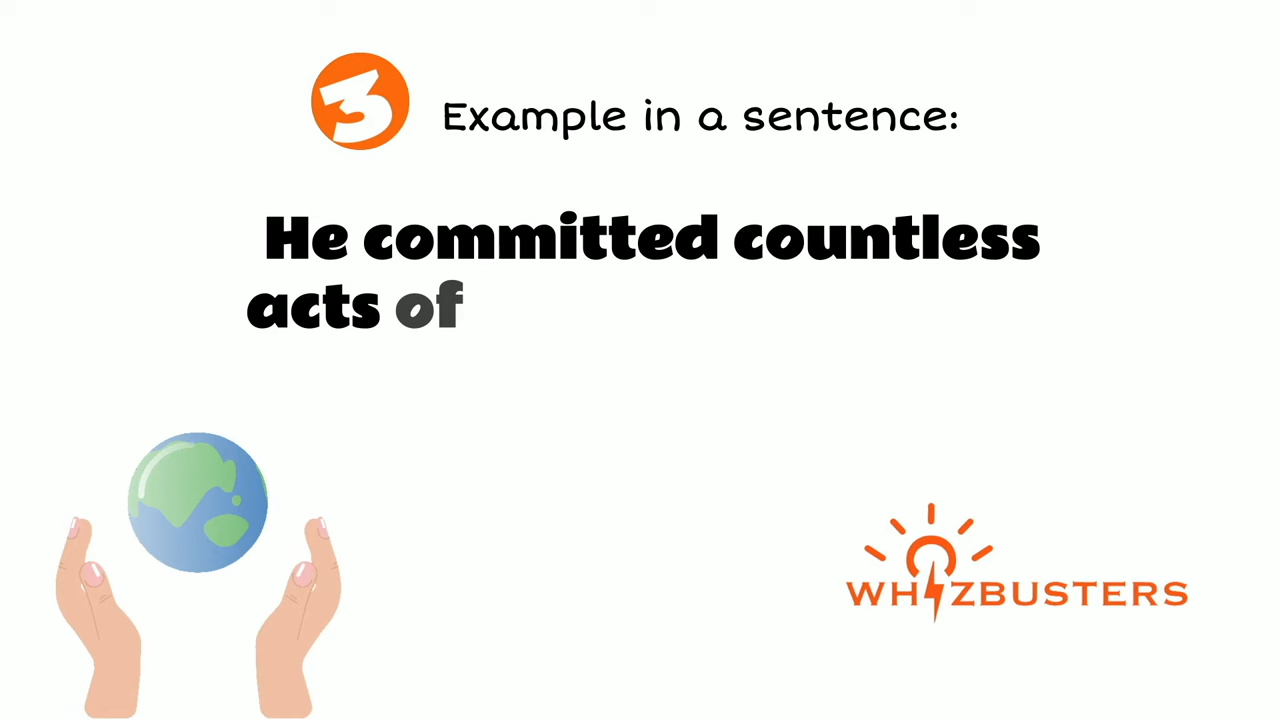 3 Example in a sentence:
He committed countless
acts of
WHIZBUSTERS